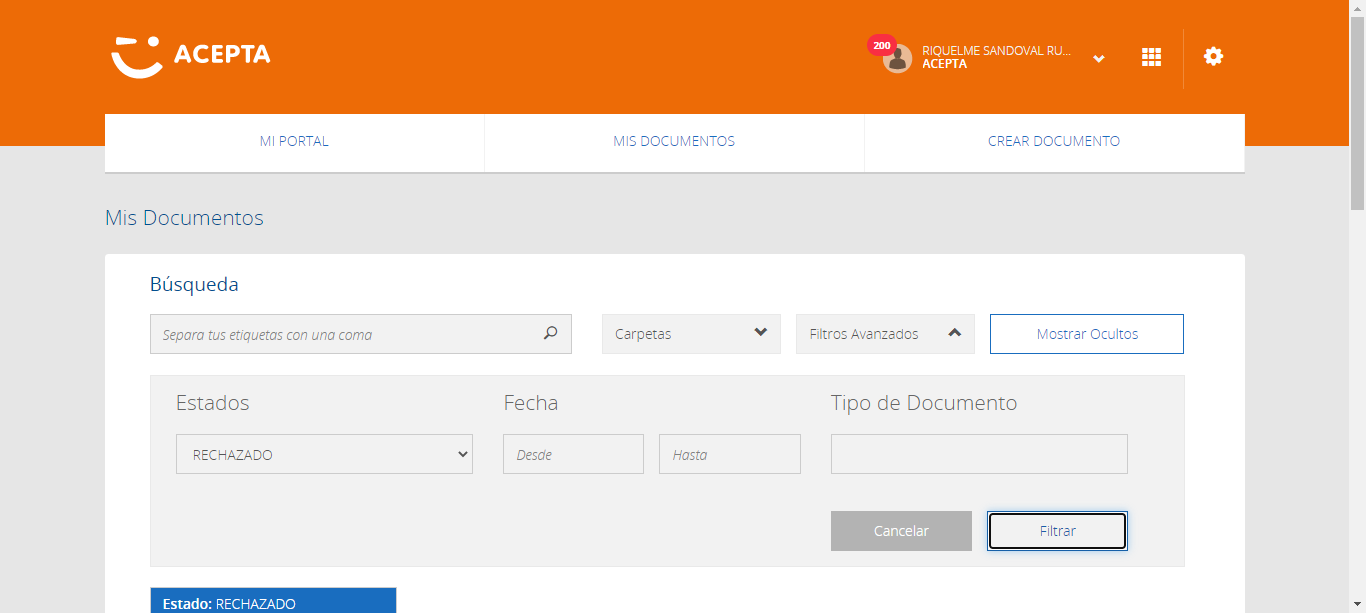 ACEPTA
200
RIQUELME SANDOVAL RU...
ACEPTA
MI PORTAL
MIS DOCUMENTOS
CREAR DOCUMENTO
Mis Documentos
Búsqueda
Separa tus etiquetas con una coma
Carpetas
Filtros Avanzados
Mostrar Ocultos
Estados
Fecha
Tipo de Documento
RECHAZADO
Desde
Hasta
Cancelar
Filtrar
Estado: RECHAZADO